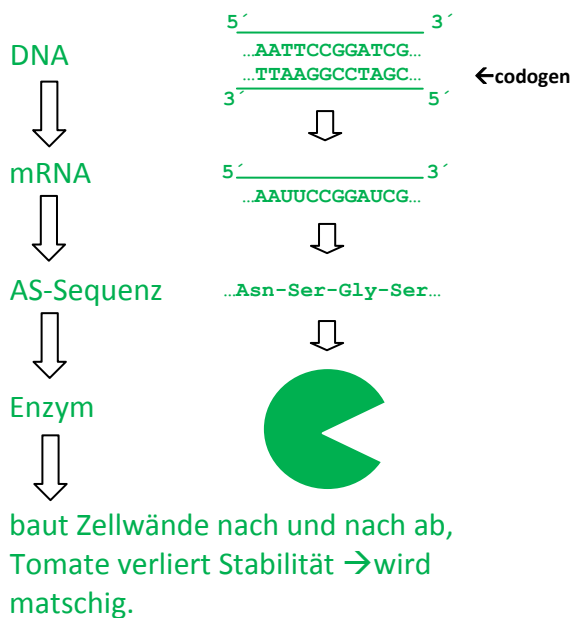 5´ 3´
DNA …AATTCCGGATCG…
…TTAAGGCCTAGC… ←codogen
3´ 5´
mRNA 5´ 3´
…AAUUCCGGAUCG…
AS-Sequenz …Asn-Ser-Gly-Ser…
Enzym
baut Zellwände nach und nach ab,
Tomate verliert Stabilität →wird
matschig.